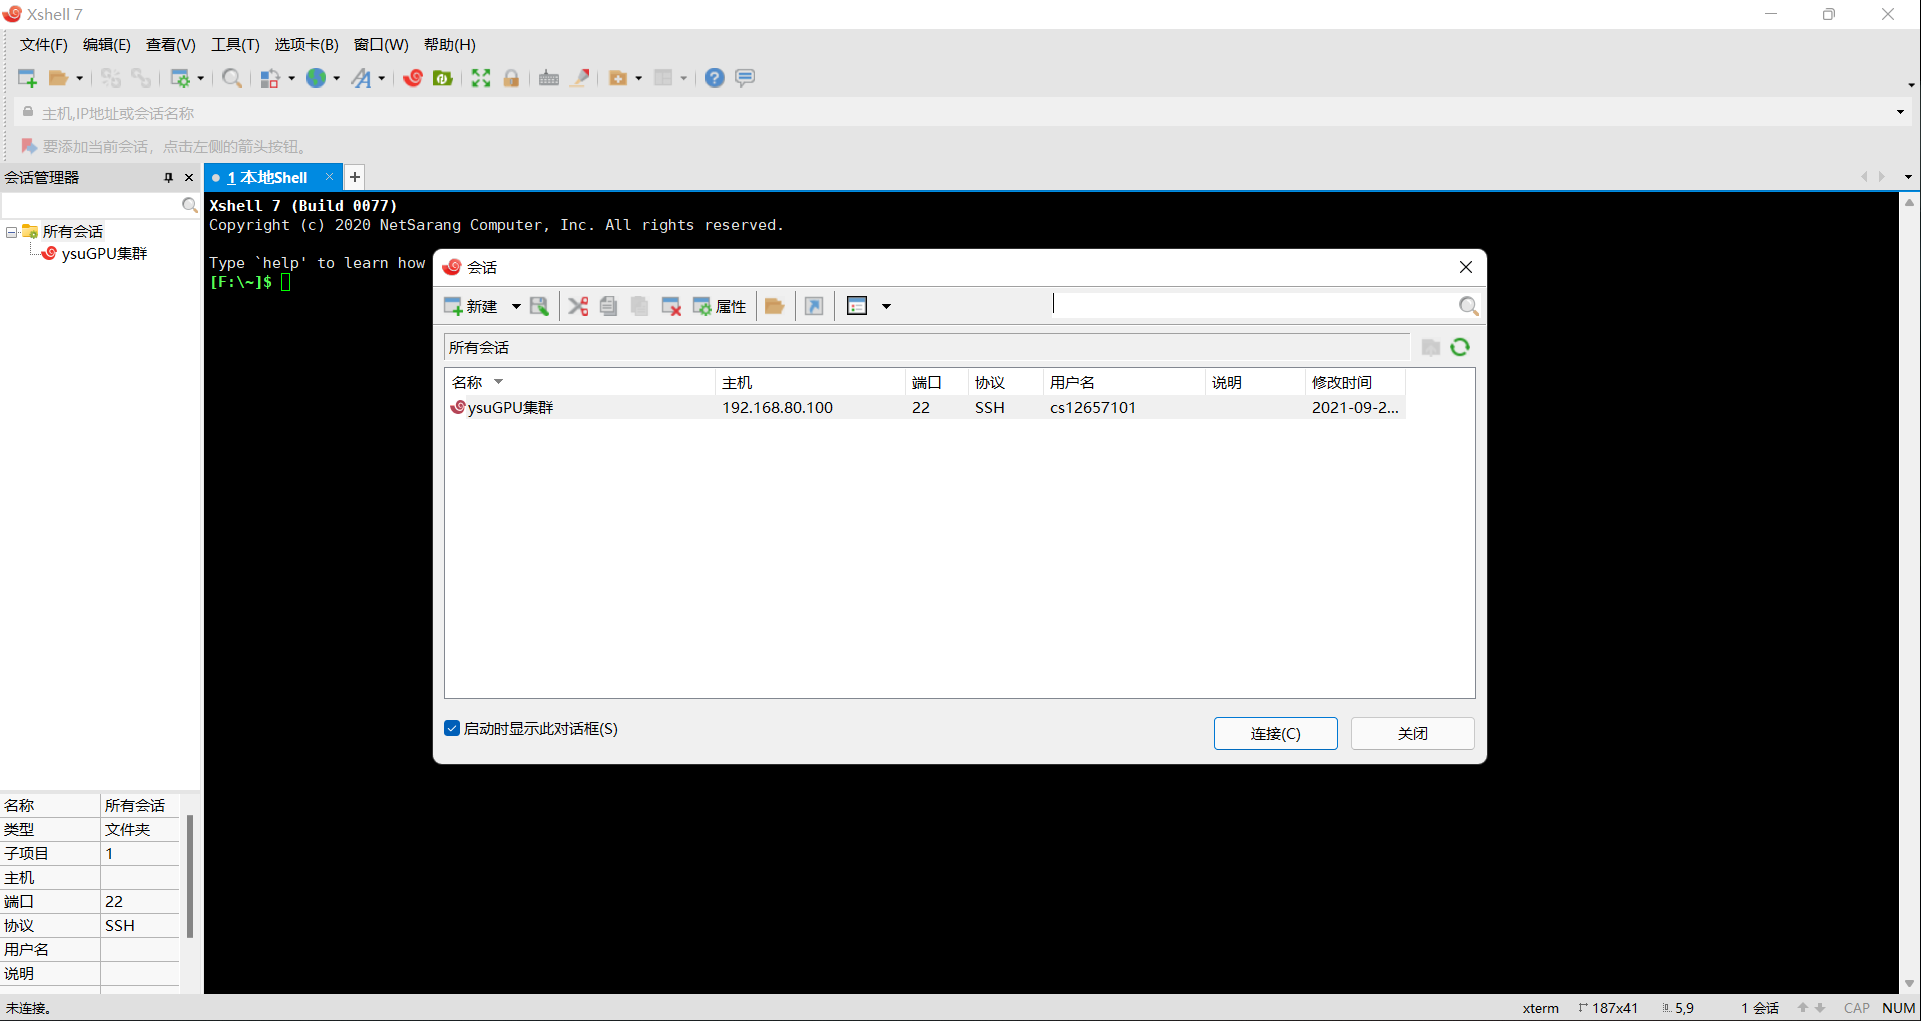 Xshell 7
文件(F) 编辑(E) 查看(V) 工具(T) 选项卡(B) 窗口(W) 帮助(H)
主机,IP地址或会话名称
要添加当前会话，点击左侧的箭头按钮。
会话管理器
1 本地Shell
所有会话
ysuGPU集群
Xshell 7 (Build 0077)
Copyright (c) 2020 NetSarang Computer, Inc. All rights reserved.
Type `help' to learn how
[F:\~]$
会话
新建 属性
所有会话
名称 主机 端口 协议 用户名 说明 修改时间
ysuGPU集群 192.168.80.100 22 SSH cs12657101 2021-09-2...
启动时显示此对话框(S)
连接(C) 关闭
名称 所有会话
类型 文件夹
子项目 1
主机
端口 22
协议 SSH
用户名
说明
未连接。 xterm 187x41 5,9 1 会话 CAP NUM